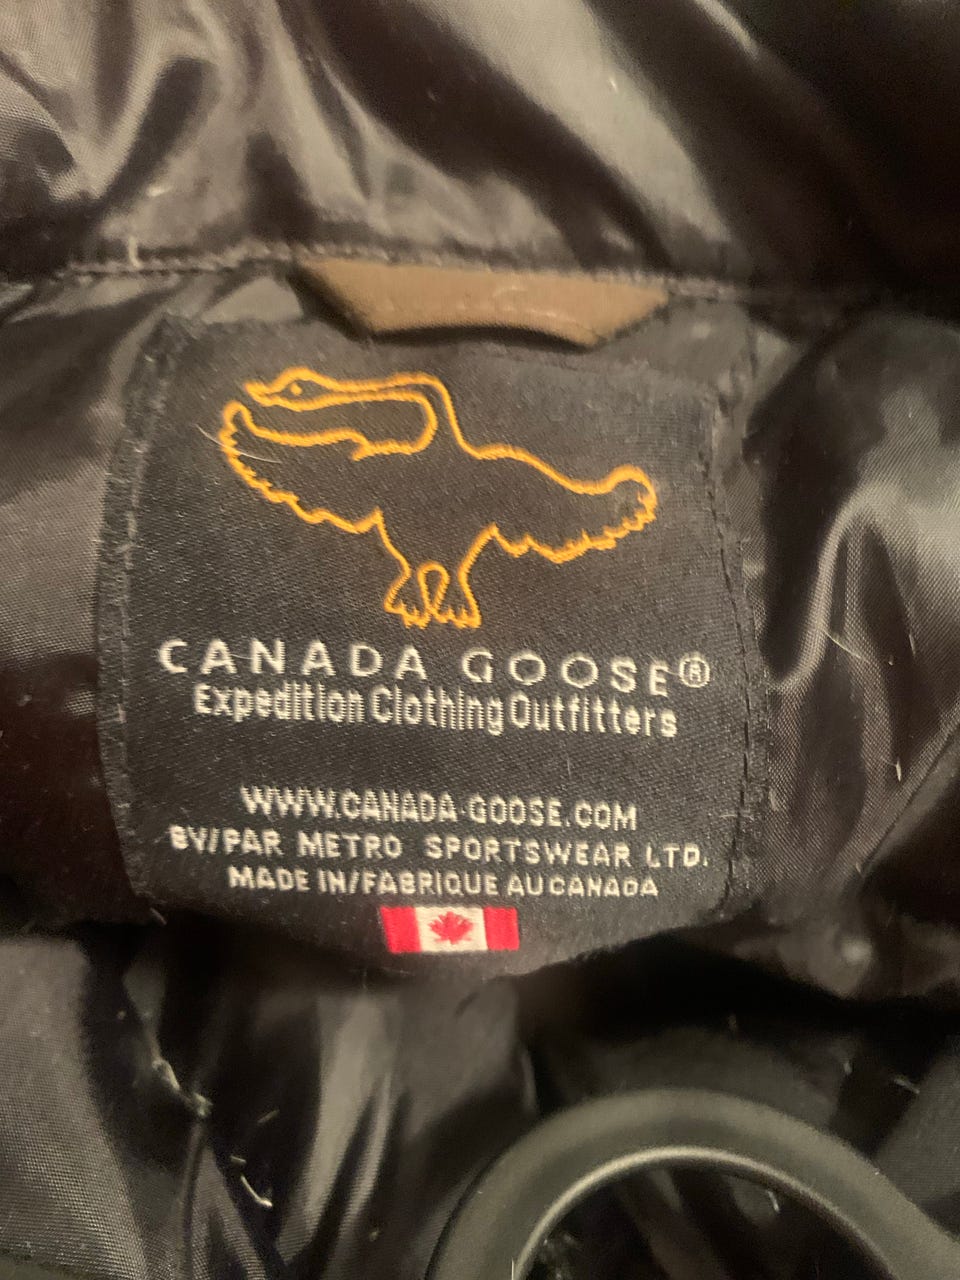 CANADA GOOSE®
Expedition Clothing Outfitters
WWW.CANADA-GOOSE.COM
BY/PAR METRO SPORTSWEAR LTD.
MADE IN/FABRIQUE AU CANADA